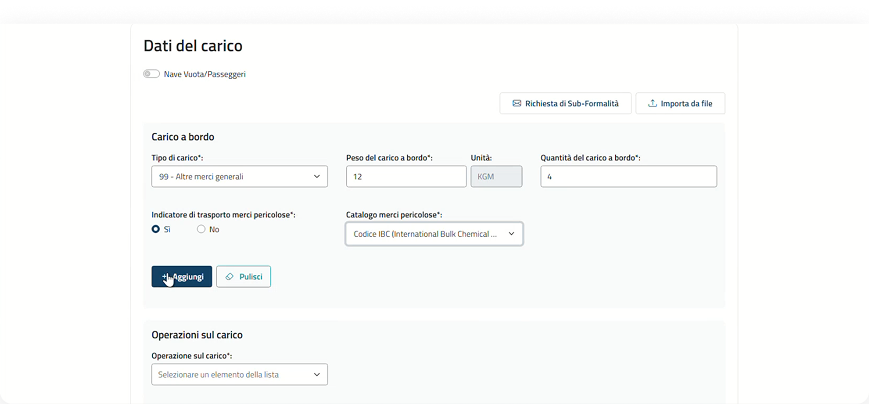 Dati del carico
Nave Vuota/Passeggeri
Richiesta di Sub-Formalità
Importa da file
Carico a bordo
Tipo di carico*:
Peso del carico a bordo*:
Unità:
Quantità del carico a bordo*:
99 - Altre merci generali
12
KGM
4
Indicatore di trasporto merci pericolose*:
Catalogo merci pericolose*:
Sì
No
Codice IBC (International Bulk Chemical ...
+ Aggiungi
Pulisci
Operazioni sul carico
Operazione sul carico*:
Selezionare un elemento della lista